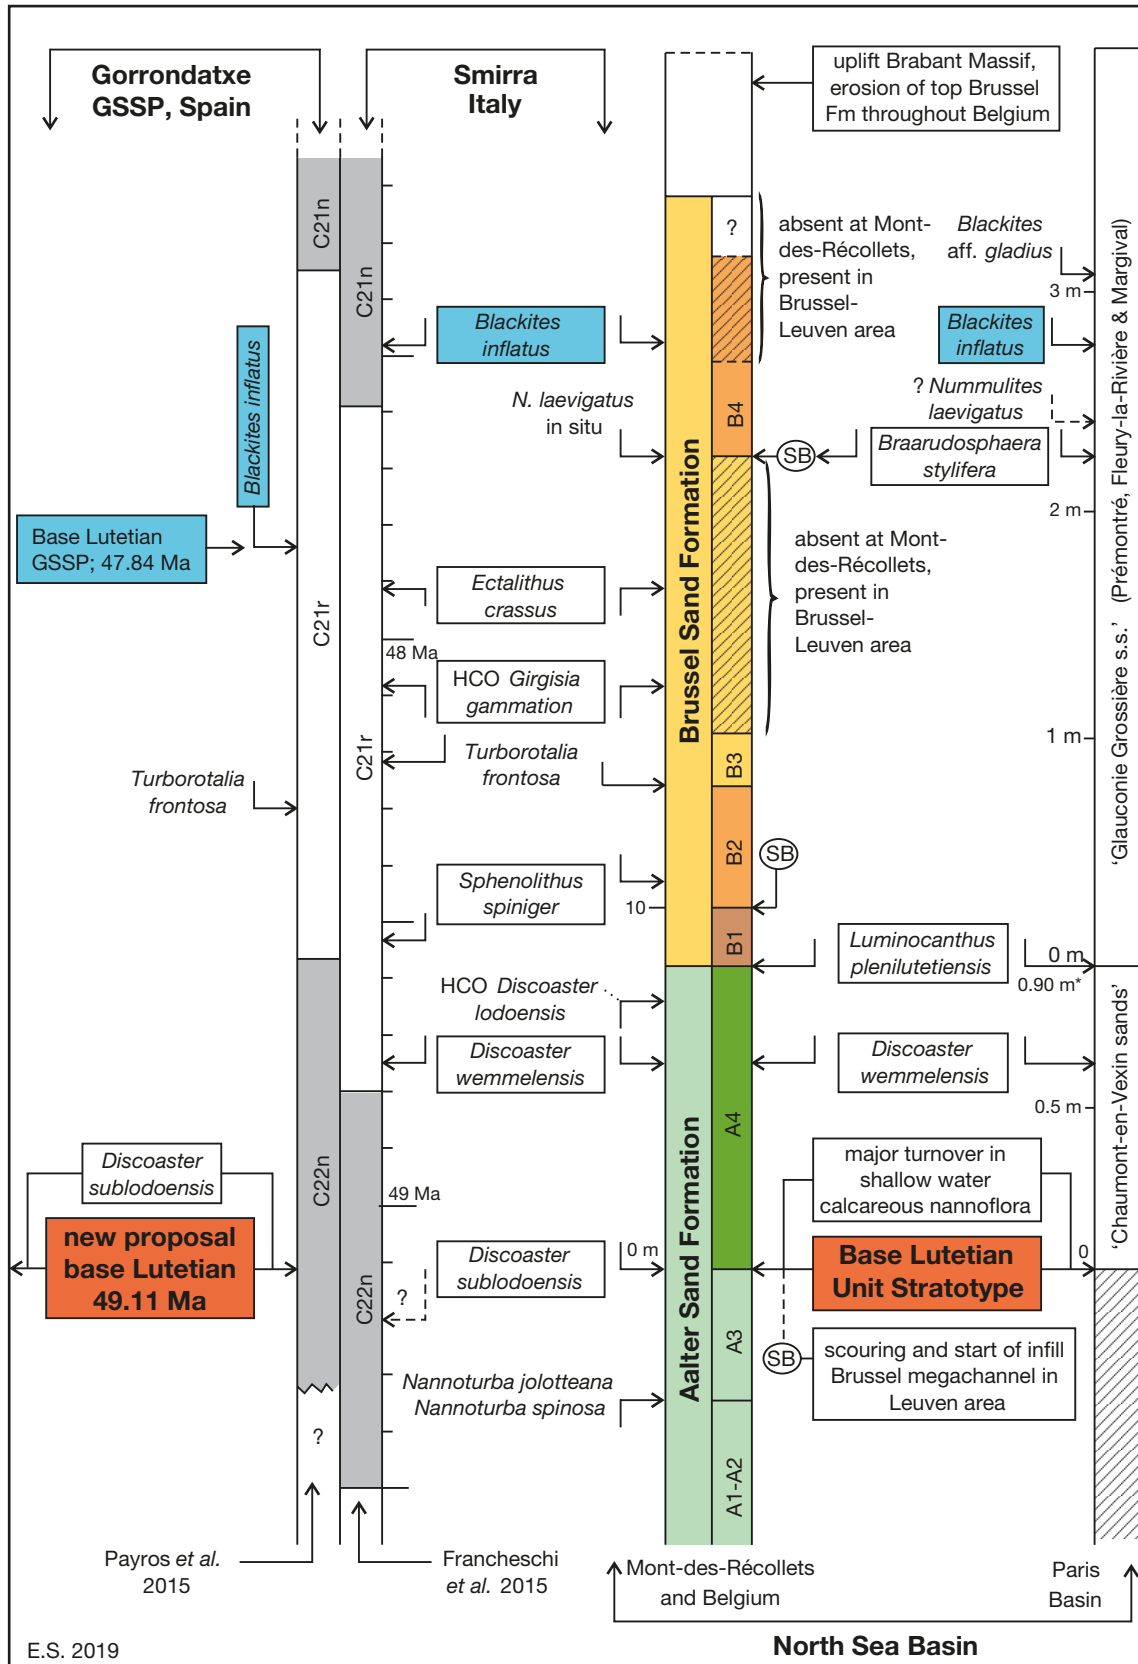 Gorrondatxe
GSSP, Spain
Smirra
Italy
uplift Brabant Massif,
erosion of top Brussel
Fm throughout Belgium
C21n
C21n
?
absent at Mont-
des-Récollets,
present in
Brussel-
Leuven area
Blackites
aff. gladius
3 m
Blackites
inflatus
Blackites
inflatus
Blackites inflatus
N. laevigatus
in situ
B4
SB
? Nummulites
laevigatus
Braarudosphaera
stylifera
2 m
Base Lutetian
GSSP; 47.84 Ma
absent at Mont-
des-Récollets,
present in
Brussel-
Leuven area
Ectalithus
crassus
C21r
48 Ma
HCO Girgisia
gammation
Brussel Sand Formation
'Glauconie Grossière s.s.' (Prémontré, Fleury-la-Rivière & Margival)
C21r
Turborotalia
frontosa
B3
1 m
Turborotalia
frontosa
B2
SB
Sphenolithus
spiniger
10
B1
Luminocanthus
plenilutetiensis
0 m
0.90 m*
HCO Discoaster
lodoensis
Discoaster
wemmelensis
Discoaster
wemmelensis
0.5 m
A4
'Chaumont-en-Vexin sands'
Discoaster
sublodoensis
C22n
49 Ma
major turnover in
shallow water
calcareous nannoflora
new proposal
base Lutetian
49.11 Ma
Discoaster
sublodoensis
0 m
Base Lutetian
Unit Stratotype
0
?
C22n
Aalter Sand Formation
A3
SB
scouring and start of infill
Brussel megachannel in
Leuven area
Nannoturba jolotteana
Nannoturba spinosa
?
A1-A2
Payros et al.
2015
Francheschi
et al. 2015
Mont-des-Récollets
and Belgium
Paris
Basin
E.S. 2019
North Sea Basin